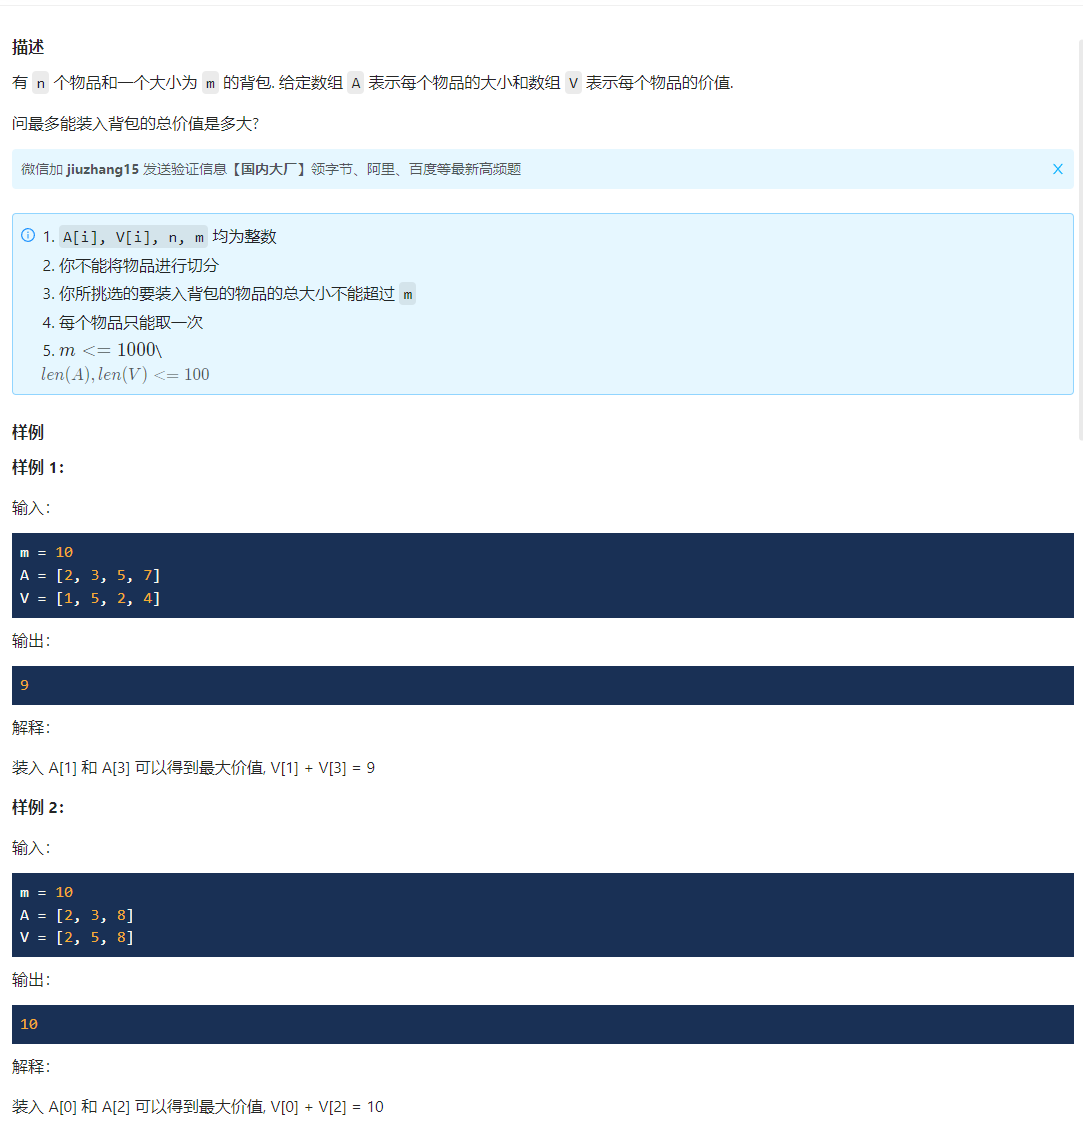 描述
有 n 个物品和一个大小为 m 的背包. 给定数组 A 表示每个物品的大小和数组 V 表示每个物品的价值.
问最多能装入背包的总价值是多大?
微信加 jiuzhang15 发送验证信息【国内大厂】领字节、阿里、百度等最新高频题
1. A[i], V[i], n, m 均为整数
2. 你不能将物品进行切分
3. 你所挑选的要装入背包的物品的总大小不能超过 m
4. 每个物品只能取一次
5. m <= 1000\
len(A), len(V) <= 100
样例
样例 1:
输入:
m = 10
A = [2, 3, 5, 7]
V = [1, 5, 2, 4]
输出:
9
解释:
装入 A[1] 和 A[3] 可以得到最大价值, V[1] + V[3] = 9
样例 2:
输入:
m = 10
A = [2, 3, 8]
V = [2, 5, 8]
输出:
10
解释:
装入 A[0] 和 A[2] 可以得到最大价值, V[0] + V[2] = 10